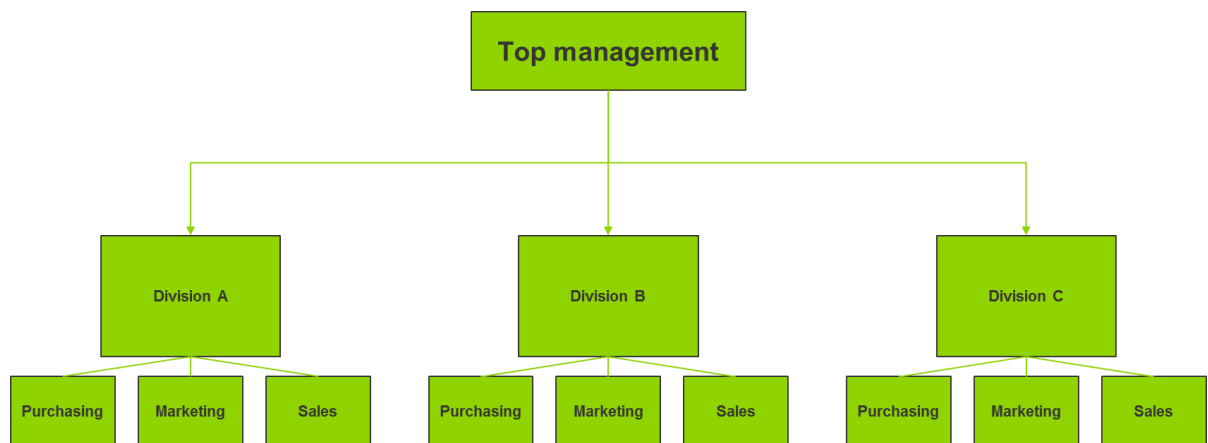 Top management
Division A
Division B
Division C
Purchasing
Marketing
Sales
Purchasing
Marketing
Sales
Purchasing
Marketing
Sales